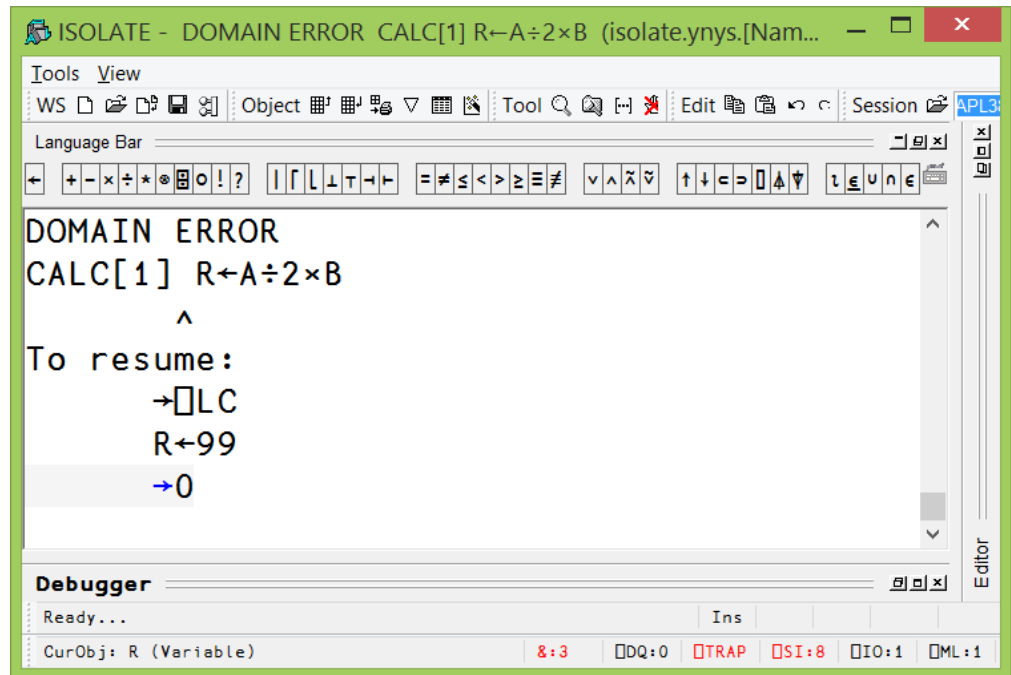 ISOLATE - DOMAIN ERROR CALC[1] R←A÷2×B (isolate.ynys.[Nam...
Tools View
WS Object Tool Edit Session APL38
Language Bar
← + - × ÷ * ⍟ ⌹ ○ ! ? | ⌈ ⌊ ⊥ ⊤ ⊣ ⊢ = ≠ ≤ < > ≥ ≡ ≢ ∨ ∧ ⍲ ⍱ ↑ ↓ ⊂ ⊃ ⌷ ⍋ ⍒ ⍳ ⍷ ∪ ∩ ∊
DOMAIN ERROR
CALC[1] R←A÷2×B
∧
To resume:
→⎕LC
R←99
→0
Editor
Debugger
Ready... Ins
CurObj: R (Variable) &:3 ⎕DQ:0 ⎕TRAP ⎕SI:8 ⎕IO:1 ⎕ML:1